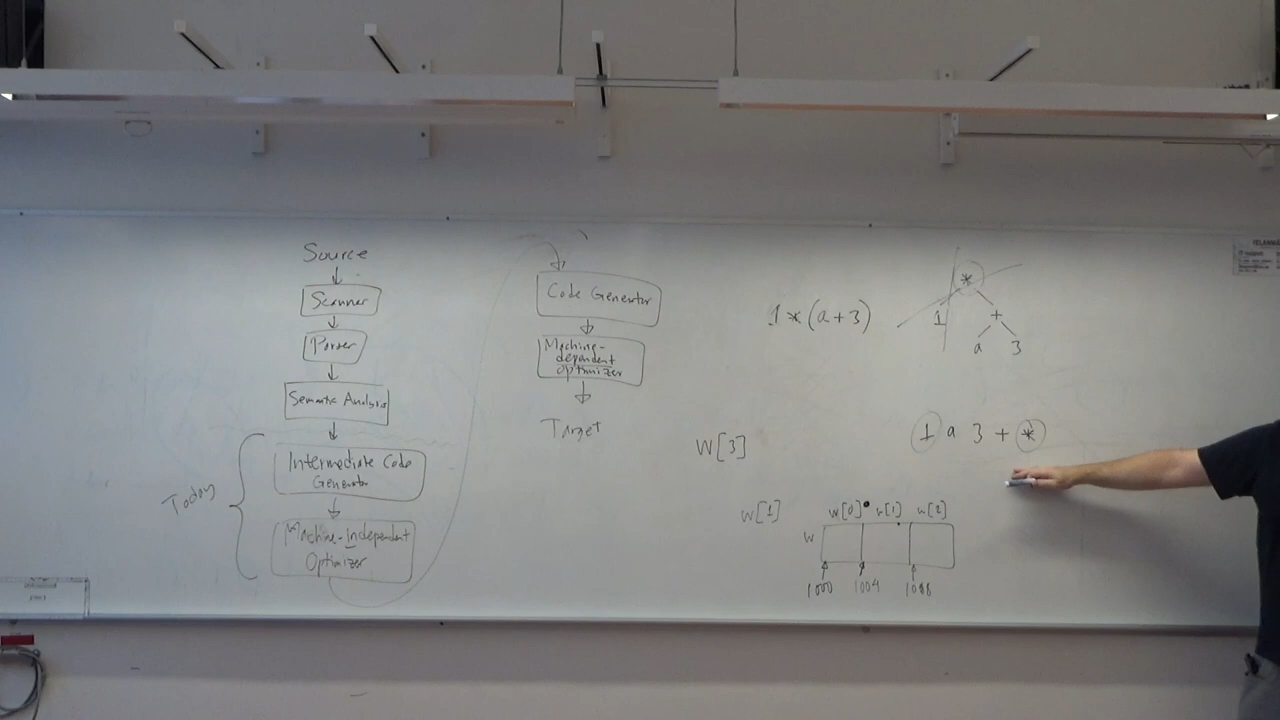 Source
Scanner
Parser
Semantic Analysis
Today
Intermediate Code
Generator
Machine-independent
Optimizer
Code Generator
Machine-
dependent
optimizer
Target
1*(a+3)
*
1 +
a 3
W[3]
1 a 3 + *
w[1]
w[0] w[1] w[2]
w
1000 1004 1008